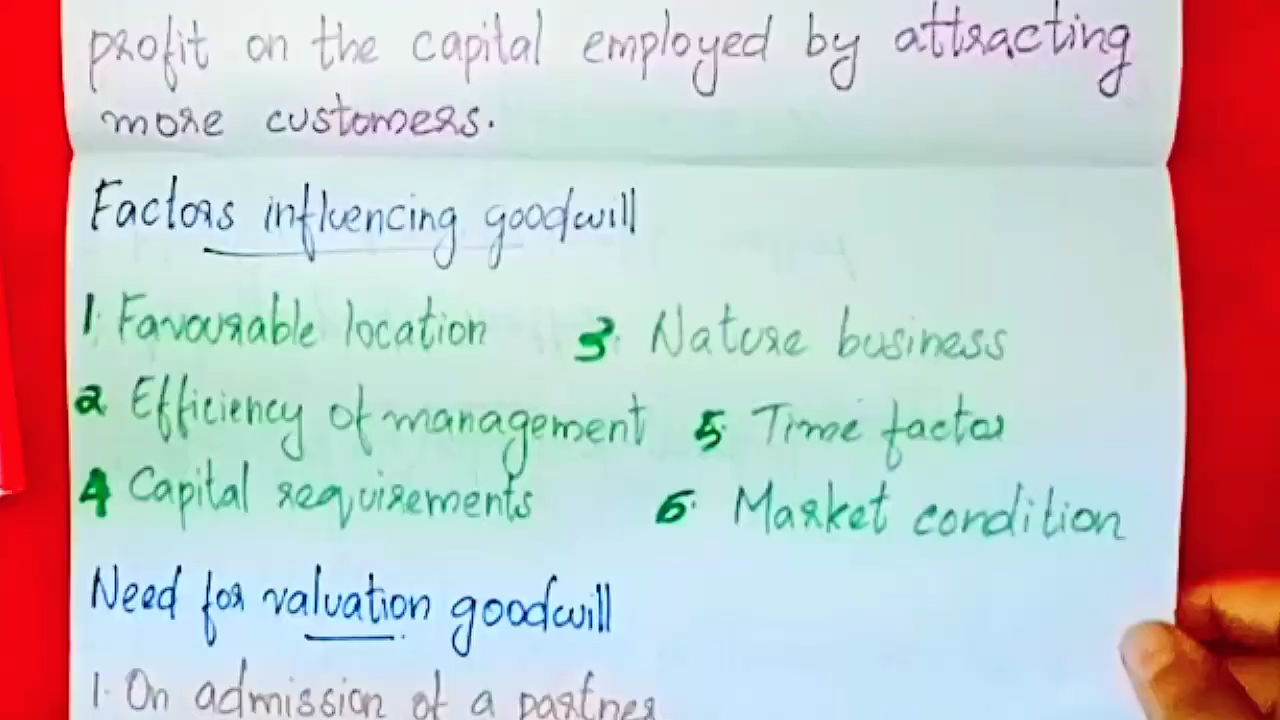 profit on the capital employed by attracting
more customers.
Factors influencing goodwill
1. Favourable location 3. Nature business
2 Efficiency of management 5. Time factor
4 Capital requirements 6. Market condition
Need for valuation goodwill
1. On admission of a partner